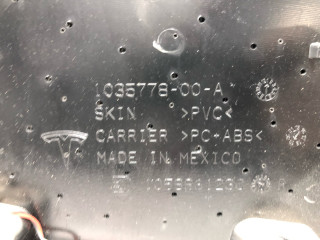 1035778-00-A
SKIN >PVC<
CARRIER >PC+ABS<
MADE IN MEXICO